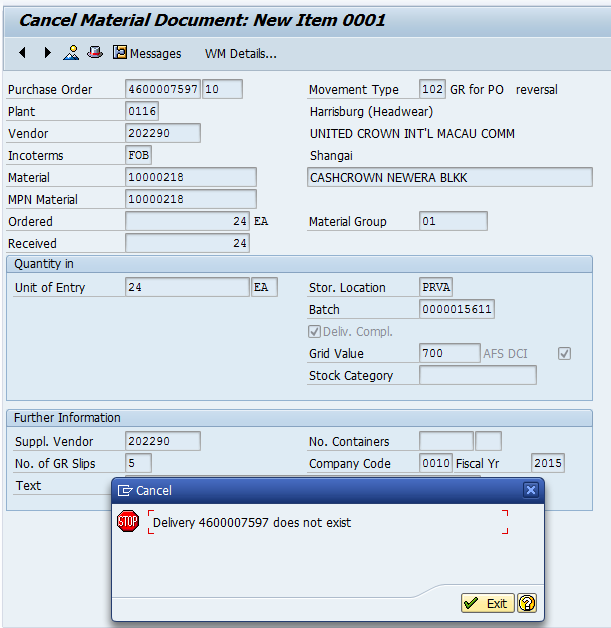 Cancel Material Document: New Item 0001
Messages WM Details...
Purchase Order 4600007597 10 Movement Type 102 GR for PO reversal
Plant 0116 Harrisburg (Headwear)
Vendor 202290 UNITED CROWN INT'L MACAU COMM
Incoterms FOB Shangai
Material 10000218 CASHCROWN NEWERA BLKK
MPN Material 10000218
Ordered 24 EA Material Group 01
Received 24
Quantity in
Unit of Entry 24 EA Stor. Location PRVA
Batch 0000015611
Deliv. Compl.
Grid Value 700 AFS DCI
Stock Category
Further Information
Suppl. Vendor 202290 No. Containers
No. of GR Slips 5 Company Code 0010 Fiscal Yr 2015
Text
Cancel
STOP Delivery 4600007597 does not exist
Exit